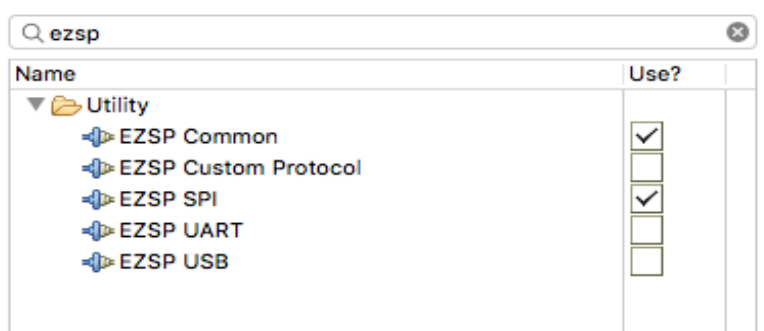 ezsp
Name Use?
Utility
EZSP Common
EZSP Custom Protocol
EZSP SPI
EZSP UART
EZSP USB